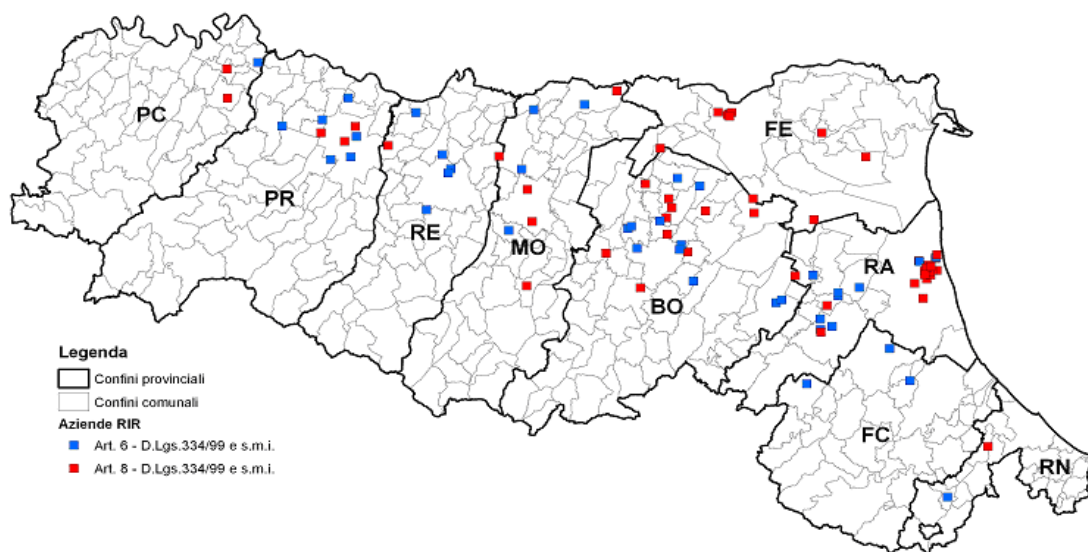 PC
PR
RE
MO
BO
FE
RA
FC
RN
Legenda
Confini provinciali
Confini comunali
Aziende RIR
Art. 6 - D.Lgs.334/99 e s.m.i.
Art. 8 - D.Lgs.334/99 e s.m.i.